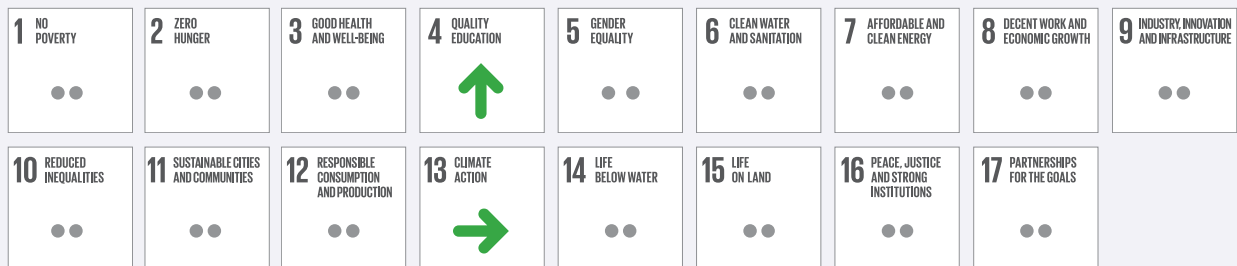 1 NO
POVERTY
2 ZERO
HUNGER
3 GOOD HEALTH
AND WELL-BEING
4 QUALITY
EDUCATION
5 GENDER
EQUALITY
6 CLEAN WATER
AND SANITATION
7 AFFORDABLE AND
CLEAN ENERGY
8 DECENT WORK AND
ECONOMIC GROWTH
9 INDUSTRY, INNOVATION
AND INFRASTRUCTURE
10 REDUCED
INEQUALITIES
11 SUSTAINABLE CITIES
AND COMMUNITIES
12 RESPONSIBLE
CONSUMPTION
AND PRODUCTION
13 CLIMATE
ACTION
14 LIFE
BELOW WATER
15 LIFE
ON LAND
16 PEACE, JUSTICE
AND STRONG
INSTITUTIONS
17 PARTNERSHIPS
FOR THE GOALS